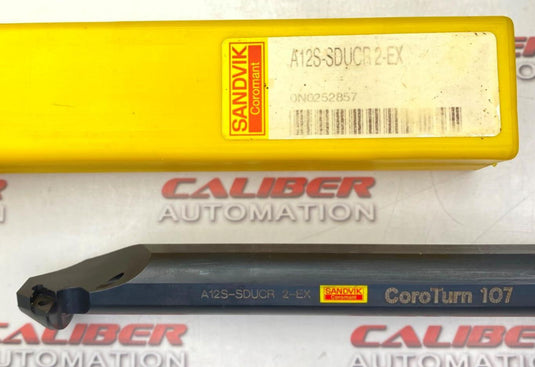 SANDVIK
Coromant
A12S-SDUCR 2-EX
0N0252857
CALIBER
AUTOMATION
CALIBER
AUTOMATION
A12S-SDUCR 2-EX
SANDVIK
Coromant
CoroTurn 107
CALIBER
AUTOMATION